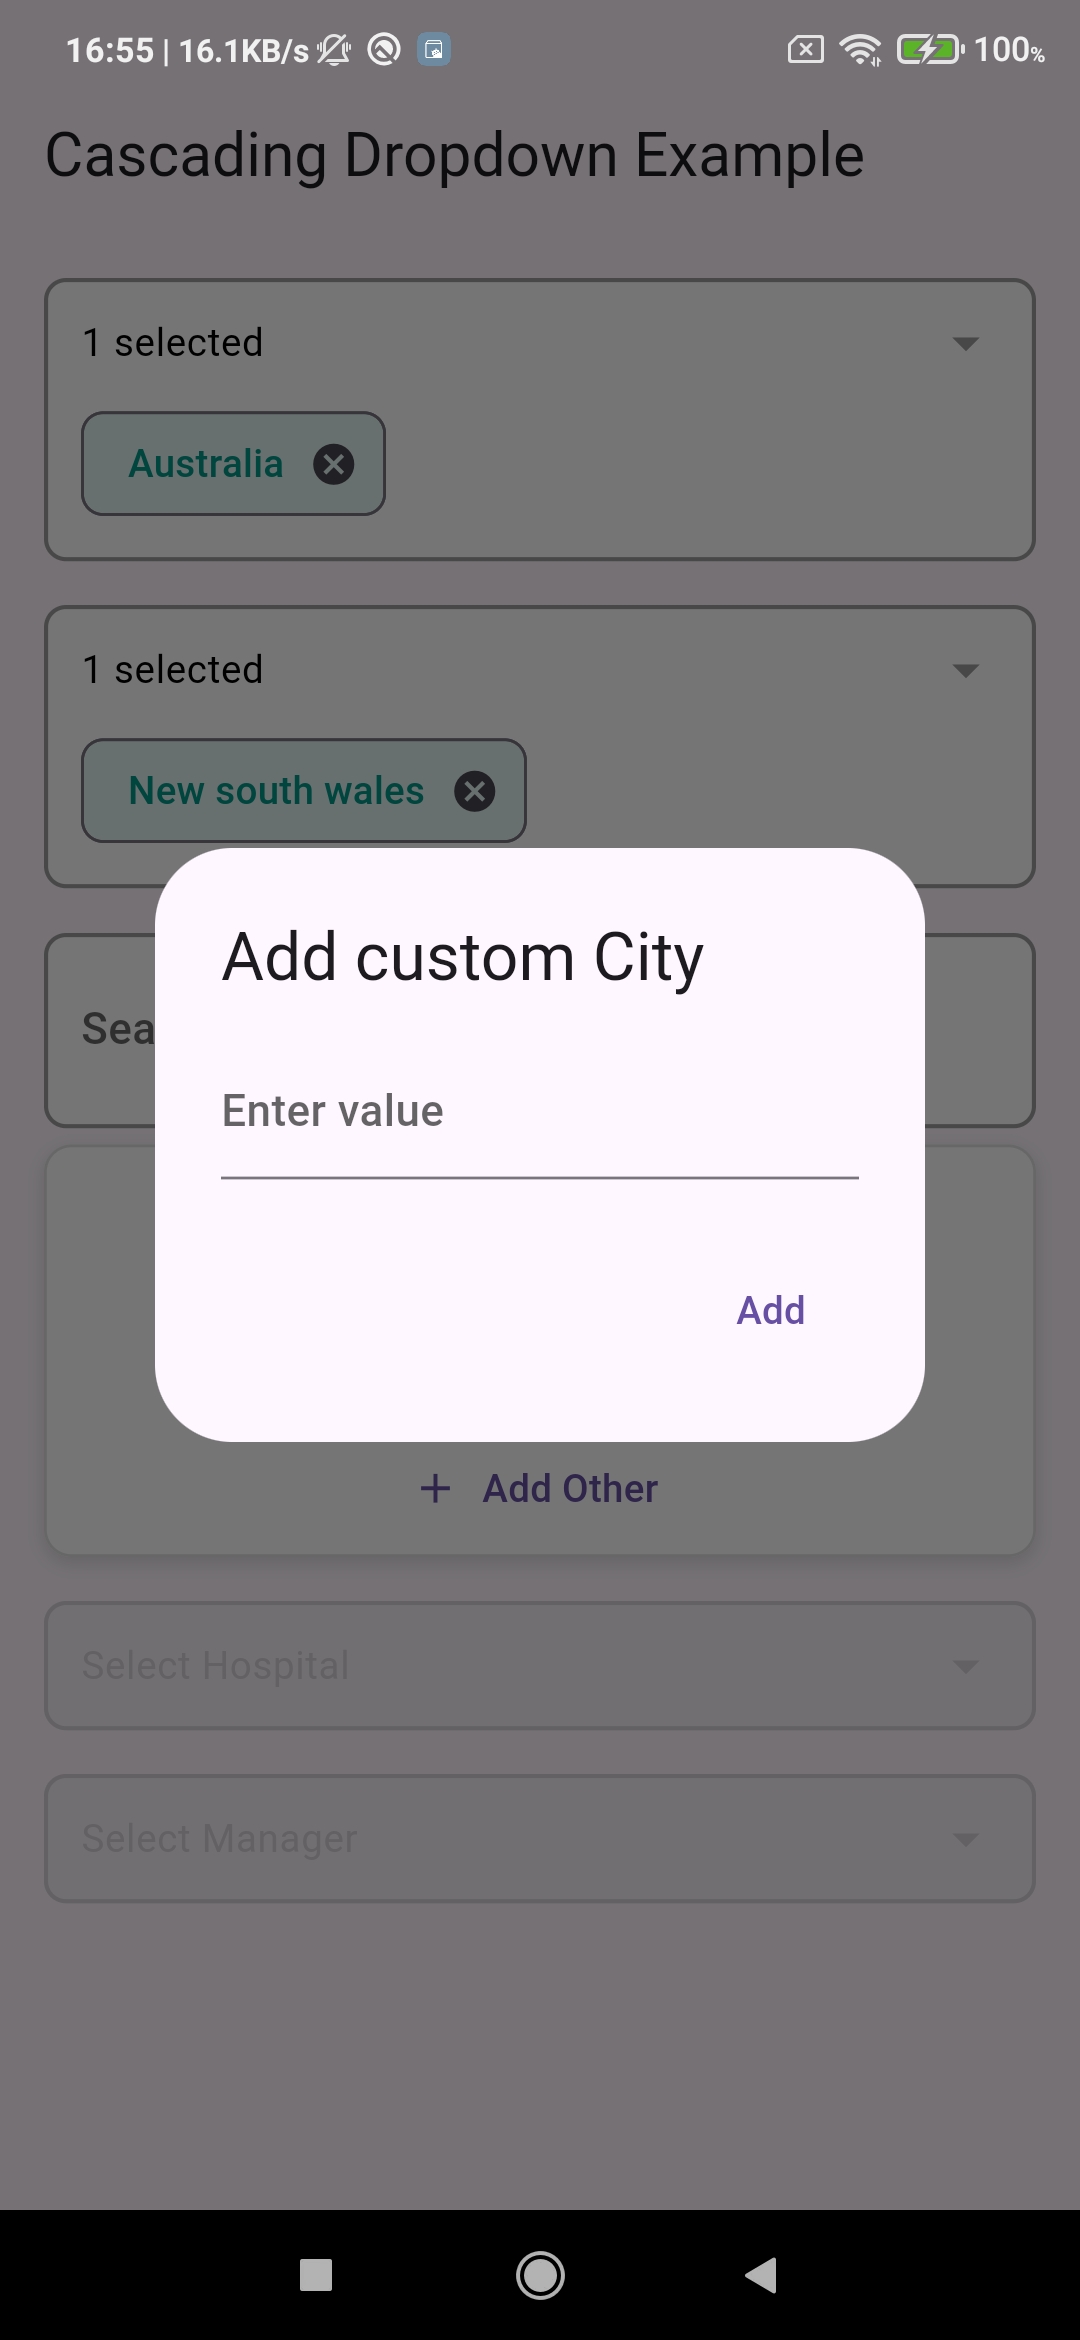 16:55 | 16.1KB/s 100%
Cascading Dropdown Example
1 selected
Australia
1 selected
New south wales
Add custom City
Sea
Enter value
Add
Add Other
Select Hospital
Select Manager